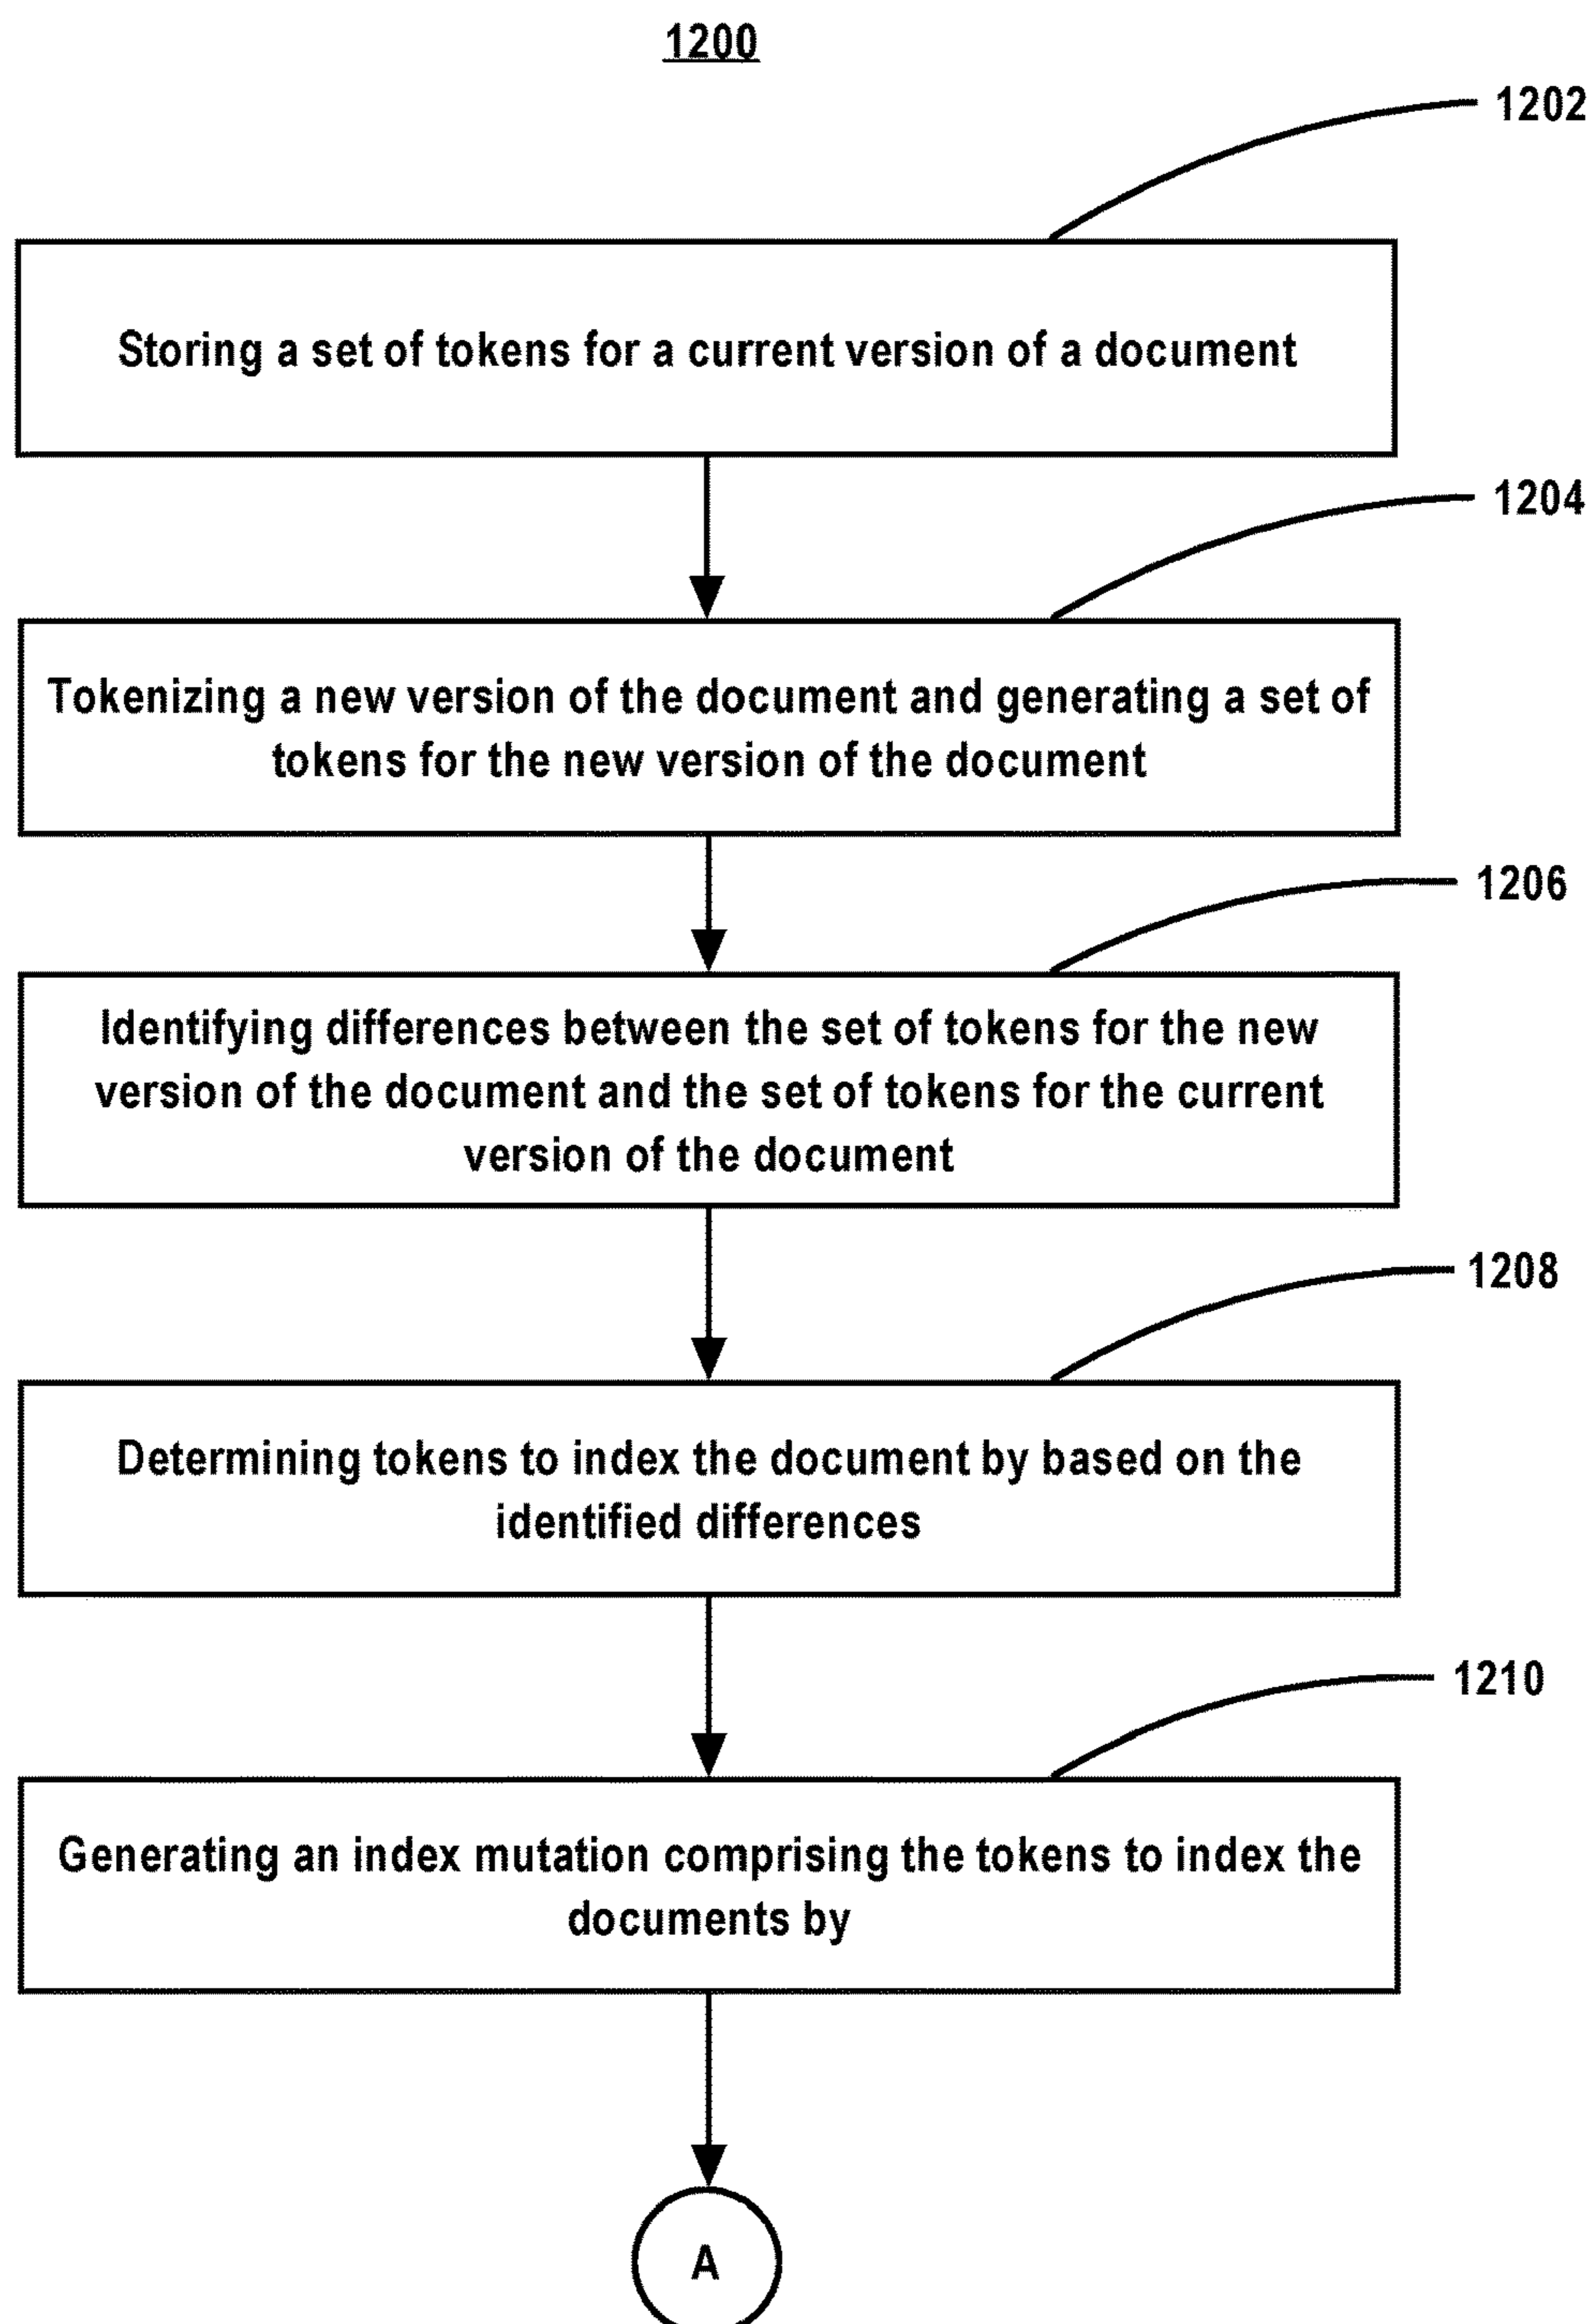 1200
1202
Storing a set of tokens for a current version of a document
1204
Tokenizing a new version of the document and generating a set of
tokens for the new version of the document
1206
Identifying differences between the set of tokens for the new
version of the document and the set of tokens for the current
version of the document
1208
Determining tokens to index the document by based on the
identified differences
1210
Generating an index mutation comprising the tokens to index the
documents by
A